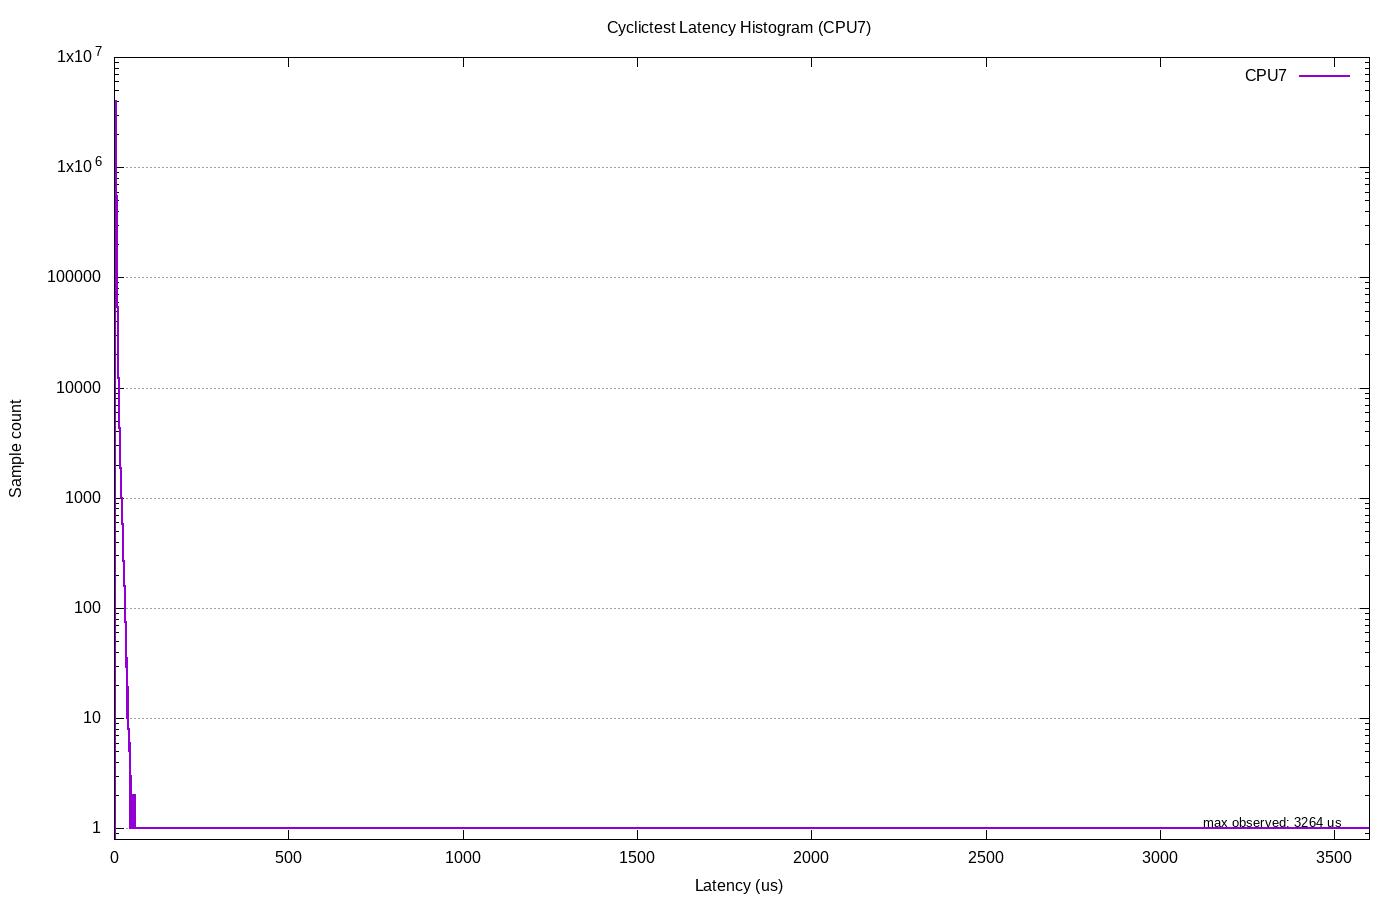 Cyclictest Latency Histogram (CPU7)
1x10^7
CPU7
1x10^6
100000
10000
1000
100
10
1
Sample count
max observed: 3264 us
0 500 1000 1500 2000 2500 3000 3500
Latency (us)